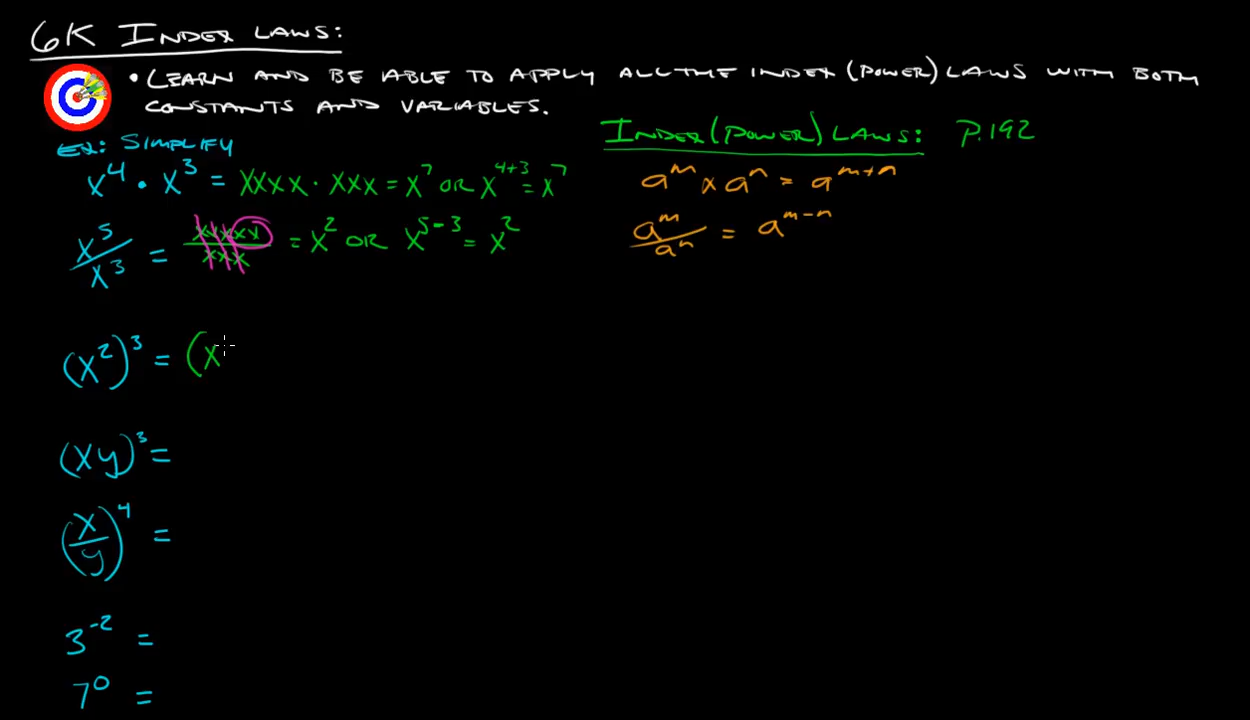 6K INDEX LAWS:
• LEARN AND BE ABLE TO APPLY ALL THE INDEX (POWER) LAWS WITH BOTH
CONSTANTS AND VARIABLES.
INDEX (POWER) LAWS: P.192
EX: SIMPLIFY
x⁴ · x³ = xxxx · xxx = x⁷ OR x⁴⁺³ = x⁷
aᵐ × aⁿ = aᵐ⁺ⁿ
x⁵/x³ = xxxxx/xxx = x² OR x⁵⁻³ = x²
aᵐ/aⁿ = aᵐ⁻ⁿ
(x²)³ = (x
(xy)³ =
(x/y)⁴ =
3⁻² =
7⁰ =